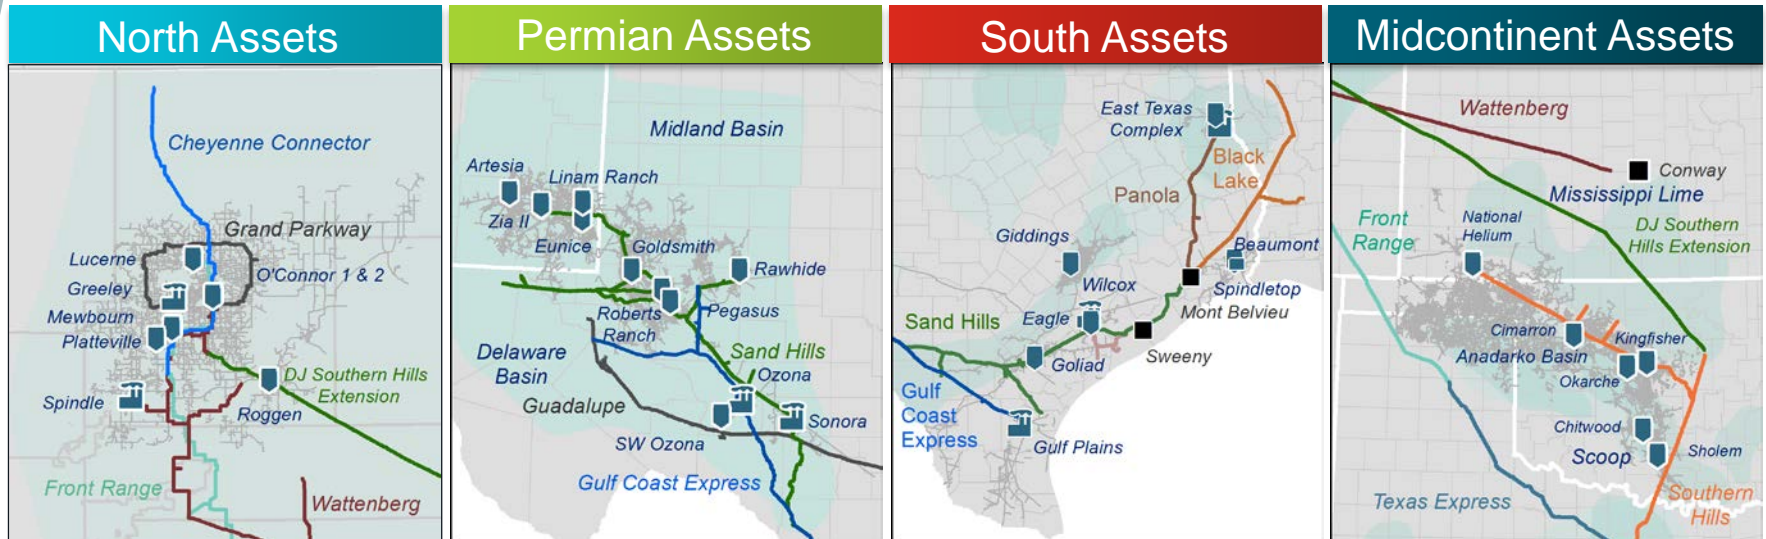 North Assets
Cheyenne Connector
Grand Parkway
Lucerne
O'Connor 1 & 2
Greeley
Mewbourn
Platteville
DJ Southern Hills
Extension
Spindle
Roggen
Front Range
Wattenberg
Permian Assets
Midland Basin
Artesia
Linam Ranch
Zia II
Eunice
Goldsmith
Rawhide
Roberts
Ranch
Pegasus
Delaware
Basin
Sand Hills
Ozona
Guadalupe
Sonora
SW Ozona
Gulf Coast Express
South Assets
East Texas
Complex
Black
Lake
Panola
Giddings
Beaumont
Wilcox
Spindletop
Mont Belvieu
Sand Hills
Eagle
Sweeny
Goliad
Gulf
Coast
Express
Gulf Plains
Midcontinent Assets
Wattenberg
Conway
Mississippi Lime
Front
Range
National
Helium
DJ Southern
Hills Extension
Cimarron
Kingfisher
Anadarko Basin
Okarche
Chitwood
Scoop
Sholem
Texas Express
Southern
Hills